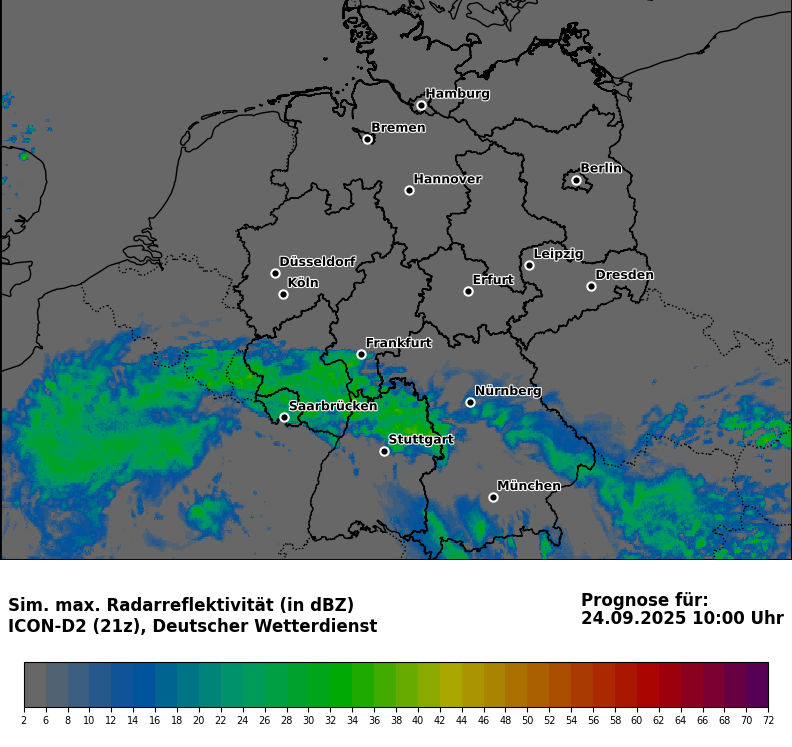 Hamburg
Bremen
Berlin
Hannover
Leipzig
Düsseldorf
Dresden
Köln
Erfurt
Frankfurt
Nürnberg
Saarbrücken
Stuttgart
München
Sim. max. Radarreflektivität (in dBZ)
ICON-D2 (21z), Deutscher Wetterdienst
Prognose für:
24.09.2025 10:00 Uhr
2 6 8 10 12 14 16 18 20 22 24 26 28 30 32 34 36 38 40 42 44 46 48 50 52 54 56 58 60 62 64 66 68 70 72